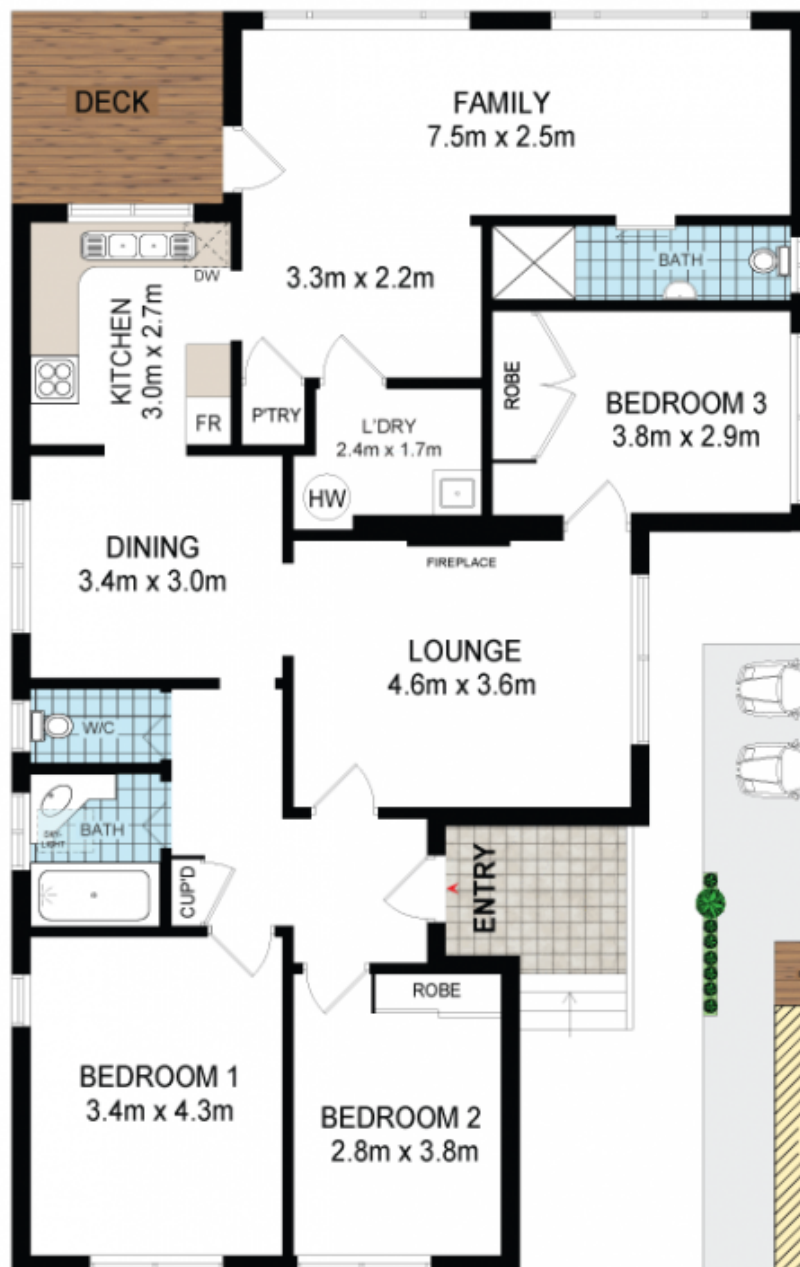 DECK
FAMILY
7.5m x 2.5m
3.3m x 2.2m
BATH
DW
KITCHEN
3.0m x 2.7m
FR
P'TRY
L'DRY
2.4m x 1.7m
HW
ROBE
BEDROOM 3
3.8m x 2.9m
DINING
3.4m x 3.0m
FIREPLACE
LOUNGE
4.6m x 3.6m
W/C
BATH
SKY-
LIGHT
CUP'D
ENTRY
ROBE
BEDROOM 1
3.4m x 4.3m
BEDROOM 2
2.8m x 3.8m